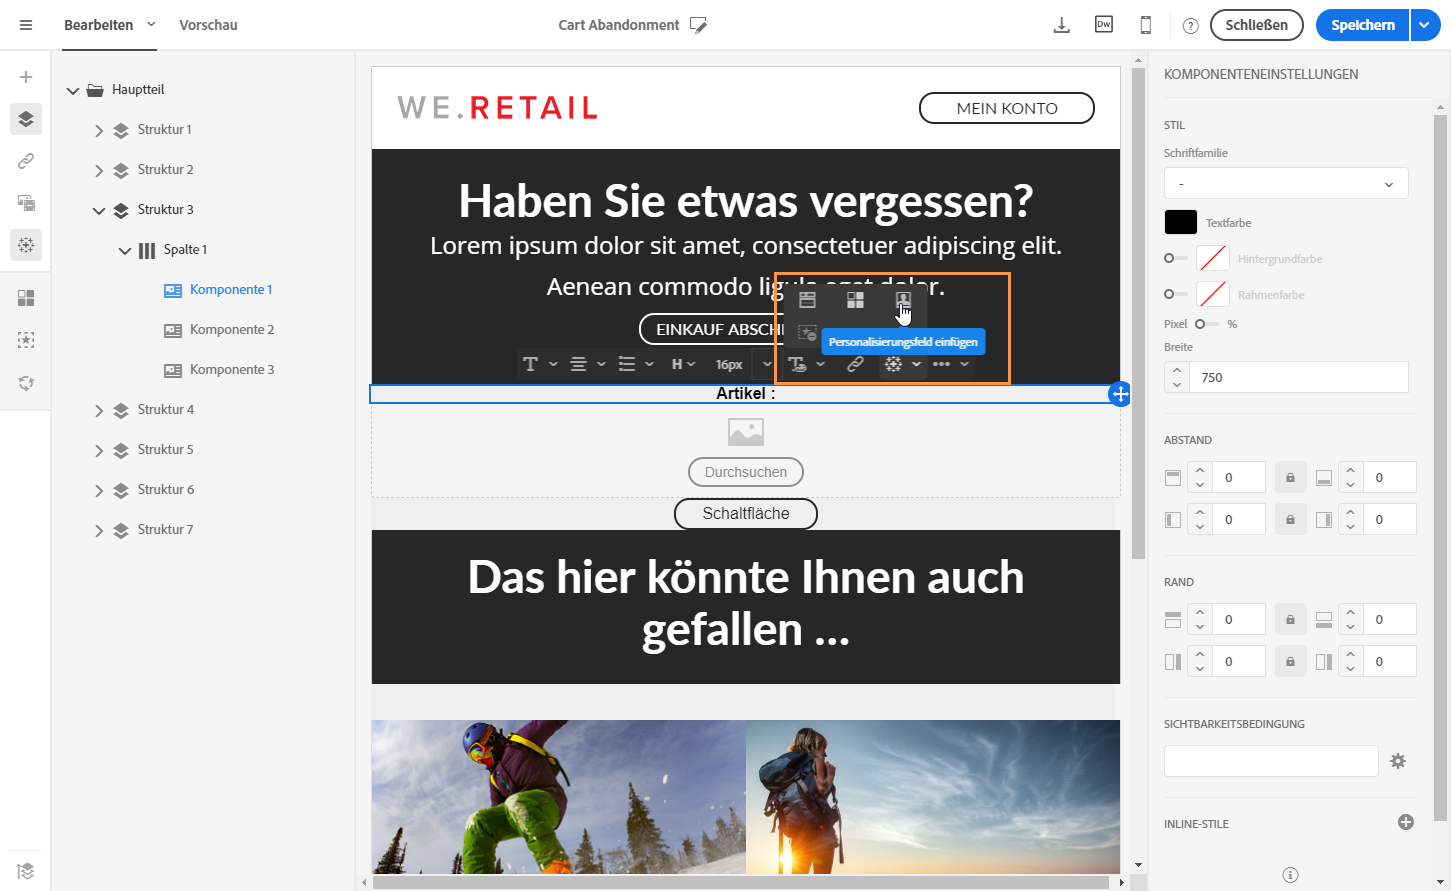 Bearbeiten
Vorschau
Cart Abandonment
Dw
?
Schließen
Speichern
Hauptteil
Struktur 1
Struktur 2
Struktur 3
Spalte 1
Komponente 1
Komponente 2
Komponente 3
Struktur 4
Struktur 5
Struktur 6
Struktur 7
WE.RETAIL
MEIN KONTO
Haben Sie etwas vergessen?
Lorem ipsum dolor sit amet, consectetuer adipiscing elit.
Aenean commodo ligula eget dolor.
EINKAUF ABSCH
Personalisierungsfeld einfügen
T
H
16px
T
Artikel :
Durchsuchen
Schaltfläche
Das hier könnte Ihnen auch
gefallen ...
KOMPONENTENEINSTELLUNGEN
STIL
Schriftfamilie
-
Textfarbe
Hintergrundfarbe
Rahmenfarbe
Pixel %
Breite
750
ABSTAND
0 0
0 0
RAND
0 0
0 0
SICHTBARKEITSBEDINGUNG
INLINE-STILE